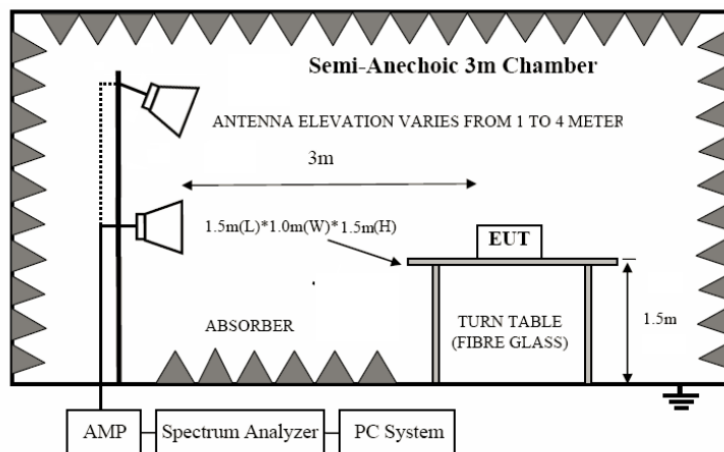 Semi-Anechoic 3m Chamber
ANTENNA ELEVATION VARIES FROM 1 TO 4 METER
3m
1.5m(L)*1.0m(W)*1.5m(H)
EUT
ABSORBER
TURN TABLE
(FIBRE GLASS)
1.5m
AMP
Spectrum Analyzer
PC System